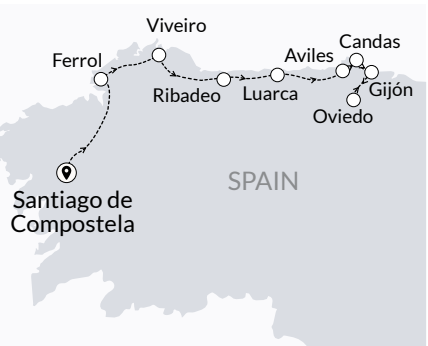 Viveiro
Candas
Ferrol
Aviles
Gijón
Ribadeo
Luarca
Oviedo
SPAIN
Santiago de
Compostela